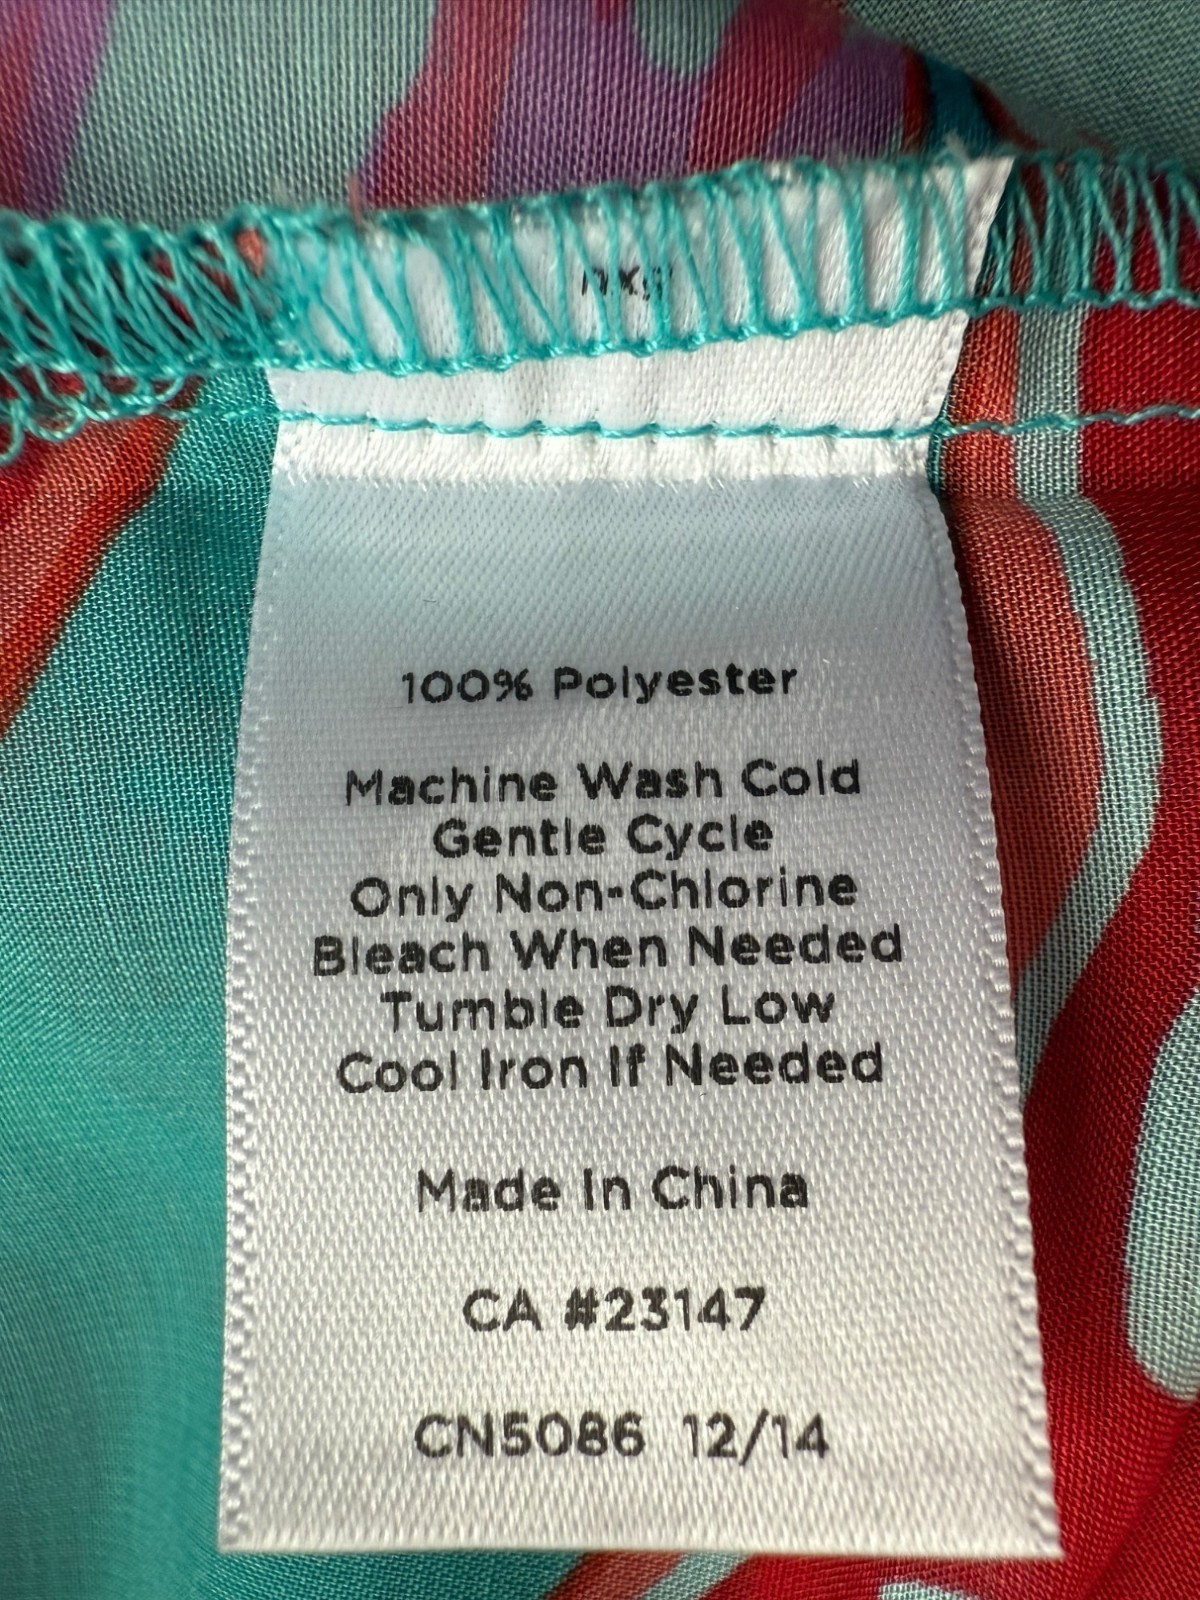 100% Polyester
Machine Wash Cold
Gentle Cycle
Only Non-Chlorine
Bleach When Needed
Tumble Dry Low
Cool Iron If Needed
Made In China
CA #23147
CN5086 12/14